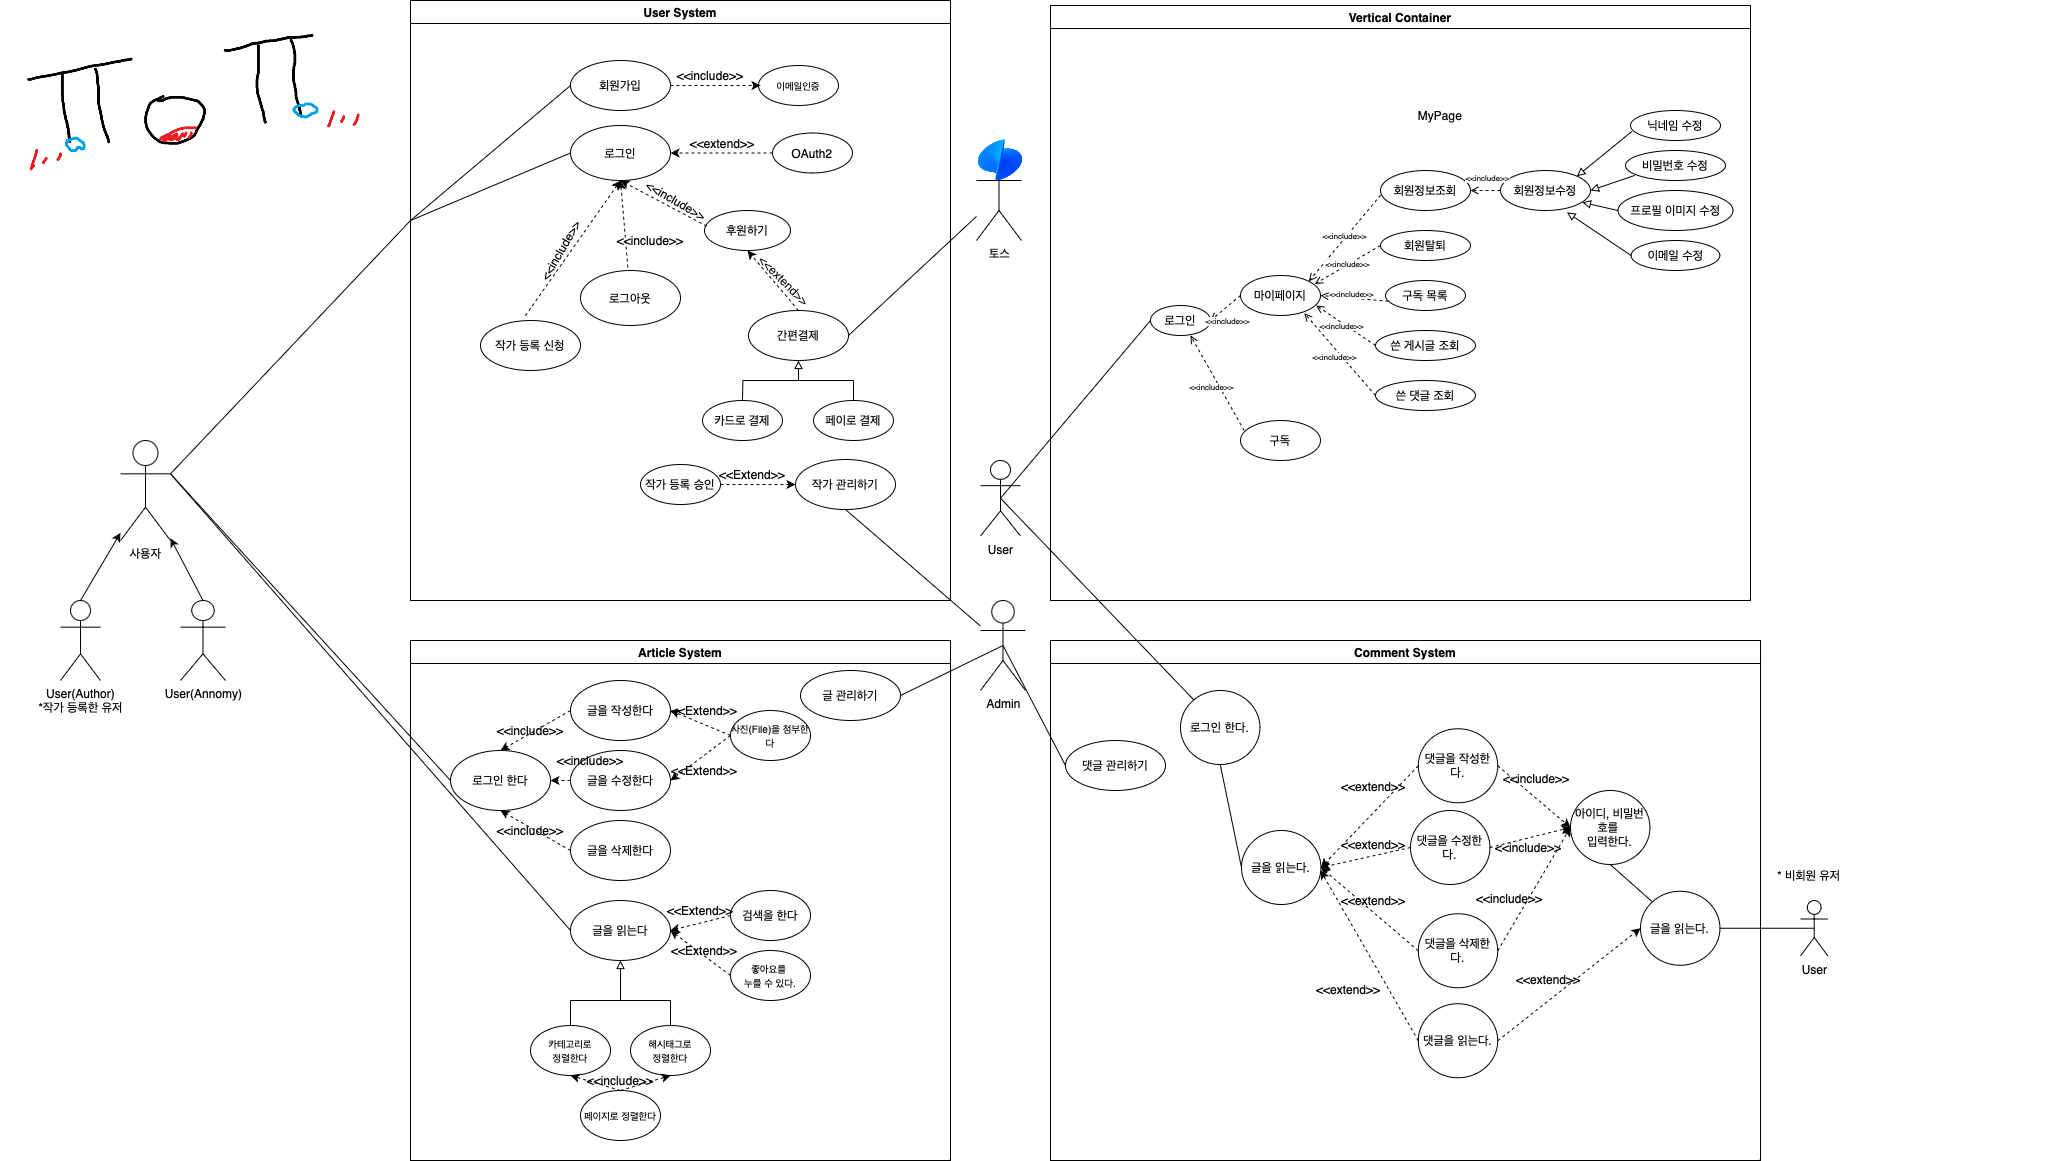 User System
회원가입
<<include>>
이메일인증
로그인
<<extend>>
OAuth2
<<include>>
<<include>>
<<include>>
후원하기
로그아웃
<<extend>>
작가 등록 신청
간편결제
카드로 결제
페이로 결제
작가 등록 승인
<<Extend>>
작가 관리하기
토스
Vertical Container
MyPage
닉네임 수정
비밀번호 수정
회원정보조회
<<include>>
회원정보수정
프로필 이미지 수정
이메일 수정
<<include>>
회원탈퇴
<<include>>
마이페이지
<<include>>
구독 목록
로그인
<<include>>
<<include>>
쓴 게시글 조회
<<include>>
쓴 댓글 조회
<<include>>
구독
사용자
User(Author)
*작가 등록한 유저
User(Annomy)
User
Admin
Article System
글 관리하기
글을 작성한다
<<Extend>>
사진(File)을 첨부한
다
<<include>>
<<include>>
로그인 한다
글을 수정한다
<<Extend>>
<<include>>
글을 삭제한다
글을 읽는다
<<Extend>>
검색을 한다
<<Extend>>
좋아요를
누를 수 있다.
카테고리로
정렬한다
해시태그로
정렬한다
<<include>>
페이지로 정렬한다
Comment System
로그인 한다.
댓글 관리하기
댓글을 작성한
다.
<<include>>
<<extend>>
아이디, 비밀번
호를
입력한다.
댓글을 수정한
다.
<<extend>>
<<include>>
글을 읽는다.
<<extend>>
<<include>>
댓글을 삭제한
다.
글을 읽는다.
<<extend>>
<<extend>>
댓글을 읽는다.
* 비회원 유저
User